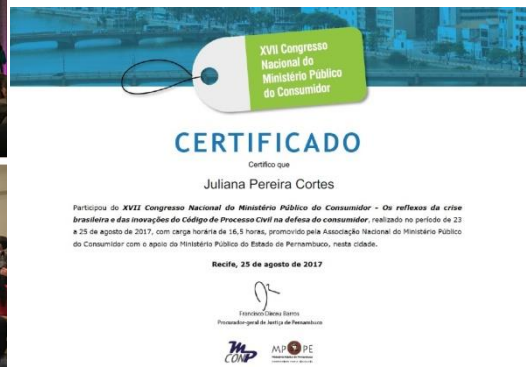 XVII Congresso
Nacional do
Ministério Público
do Consumidor
CERTIFICADO
Certifico que
Juliana Pereira Cortes
Participou do XVII Congresso Nacional do Ministério Público do Consumidor – Os reflexos da crise
brasileira e das inovações do Código de Processo Civil na defesa do consumidor, realizado no período de 23
a 25 de agosto de 2017, com carga horária de 16,5 horas, promovido pela Associação Nacional do Ministério Público
do Consumidor com o apoio do Ministério Público do Estado de Pernambuco, nesta cidade.
Recife, 25 de agosto de 2017
Francisco Dirceu Barros
Procurador-geral de Justiça de Pernambuco
MPCONP
MPPE